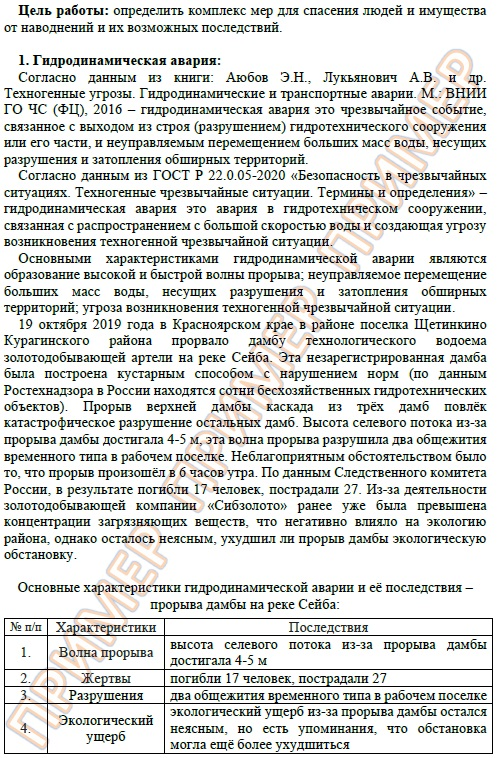 Цель работы: определить комплекс мер для спасения людей и имущества
от наводнений и их возможных последствий.
1. Гидродинамическая авария:
Согласно данным из книги: Аюбов Э.Н., Лукьянович А.В. и др.
Техногенные угрозы. Гидродинамические и транспортные аварии. М.: ВНИИ
ГО ЧС (ФЦ), 2016 – гидродинамическая авария это чрезвычайное событие,
связанное с выходом из строя (разрушением) гидротехнического сооружения
или его части, и неуправляемым перемещением больших масс воды, несущих
разрушения и затопления обширных территорий.
Согласно данным из ГОСТ Р 22.0.05-2020 «Безопасность в чрезвычайных
ситуациях. Техногенные чрезвычайные ситуации. Термины и определения» –
гидродинамическая авария это авария в гидротехническом сооружении,
связанная с распространением с большой скоростью воды и создающая угрозу
возникновения техногенной чрезвычайной ситуации.
Основными характеристиками гидродинамической аварии являются
образование высокой и быстрой волны прорыва; неуправляемое перемещение
больших масс воды, несущих разрушения и затопления обширных
территорий; угроза возникновения техногенной чрезвычайной ситуации.
19 октября 2019 года в Красноярском крае в районе поселка Щетинкино
Курагинского района прорвало дамбу технологического водоема
золотодобывающей артели на реке Сейба. Эта незарегистрированная дамба
была построена кустарным способом с нарушением норм (по данным
Ростехнадзора в России находятся сотни бесхозяйственных гидротехнических
объектов). Прорыв верхней дамбы каскада из трёх дамб повлёк
катастрофическое разрушение остальных дамб. Высота селевого потока из-за
прорыва дамбы достигала 4-5 м, эта волна прорыва разрушила два общежития
временного типа в рабочем поселке. Неблагоприятным обстоятельством было
то, что прорыв произошёл в 6 часов утра. По данным Следственного комитета
России, в результате погибли 17 человек, пострадали 27. Из-за деятельности
золотодобывающей компании «Сибзолото» ранее уже была превышена
концентрации загрязняющих веществ, что негативно влияло на экологию
района, однако осталось неясным, ухудшил ли прорыв дамбы экологическую
обстановку.
Основные характеристики гидродинамической аварии и её последствия –
прорыва дамбы на реке Сейба:
№ п/п Характеристики Последствия
1. Волна прорыва высота селевого потока из-за прорыва дамбы
достигала 4-5 м
2. Жертвы погибли 17 человек, пострадали 27
3. Разрушения два общежития временного типа в рабочем поселке
4. Экологический ущерб экологический ущерб из-за прорыва дамбы остался
неясным, но есть упоминания, что обстановка
могла ещё более ухудшиться
ПРИМЕР ПРИМЕР ПРИМЕР ПРИМЕР